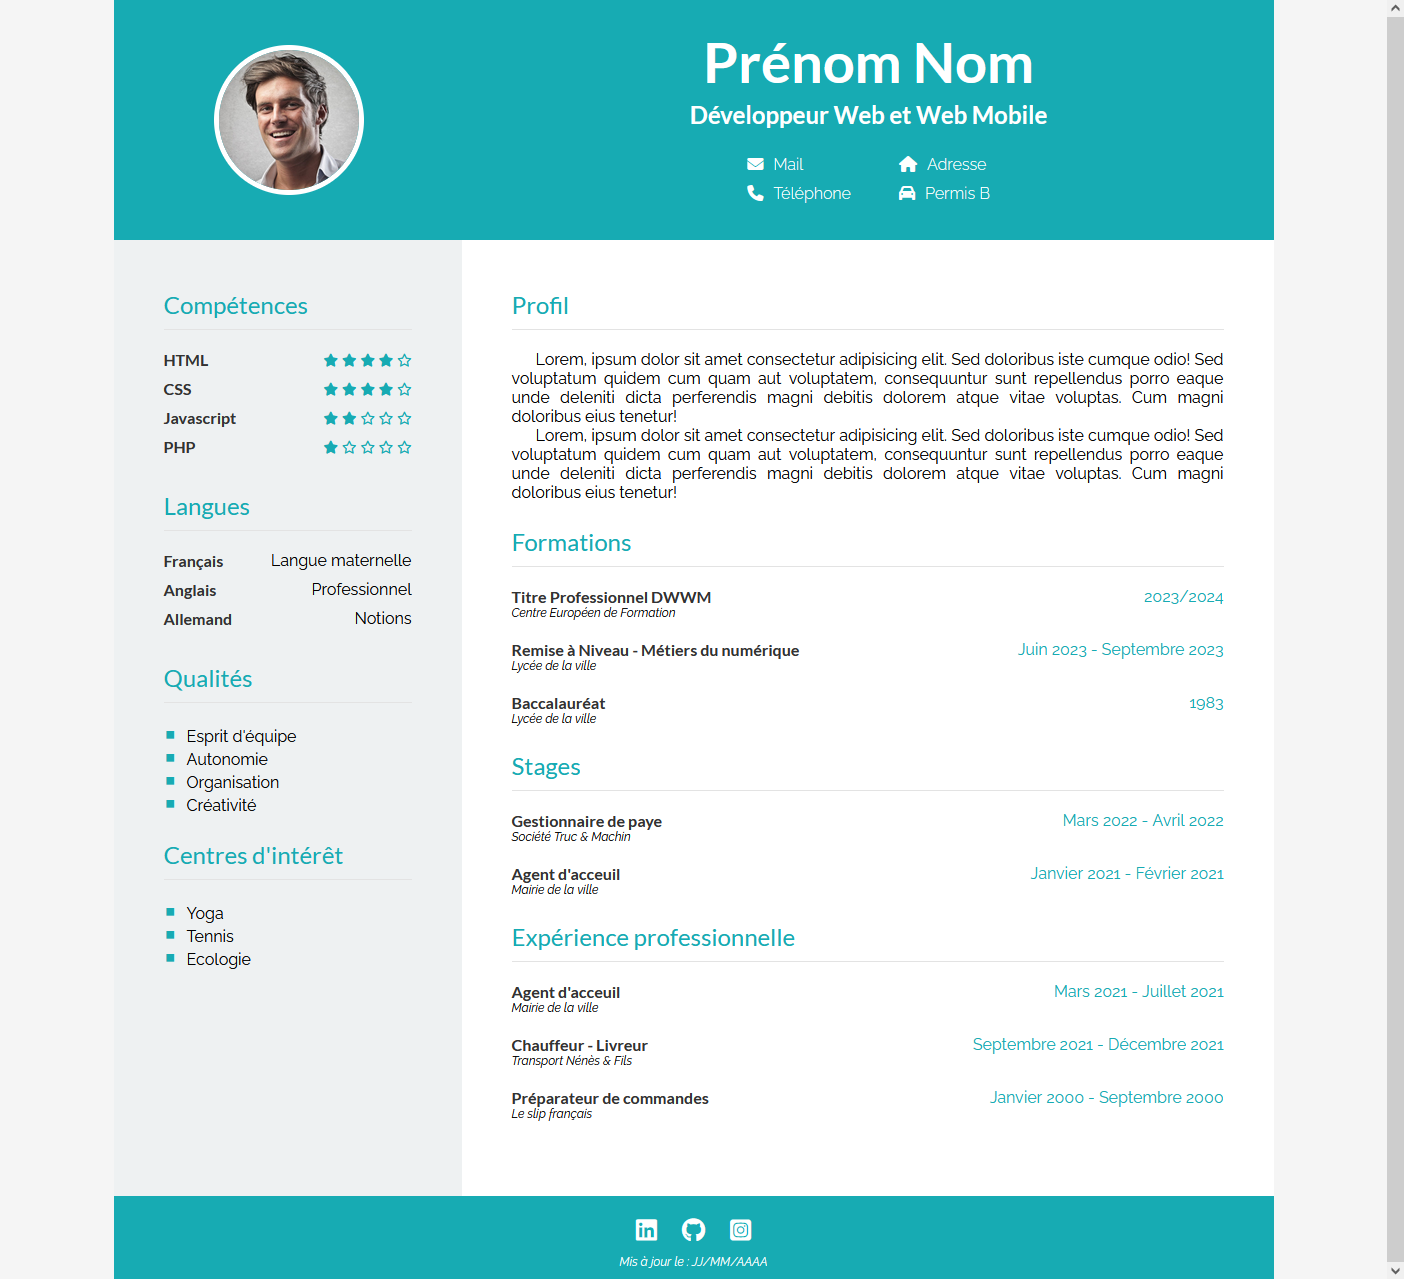 Prénom Nom
Développeur Web et Web Mobile
Mail
Adresse
Téléphone
Permis B
Compétences
HTML
CSS
Javascript
PHP
Langues
Français Langue maternelle
Anglais Professionnel
Allemand Notions
Qualités
Esprit d'équipe
Autonomie
Organisation
Créativité
Centres d'intérêt
Yoga
Tennis
Ecologie
Profil
Lorem, ipsum dolor sit amet consectetur adipisicing elit. Sed doloribus iste cumque odio! Sed
voluptatum quidem cum quam aut voluptatem, consequuntur sunt repellendus porro eaque
unde deleniti dicta perferendis magni debitis dolorem atque vitae voluptas. Cum magni
doloribus eius tenetur!
Lorem, ipsum dolor sit amet consectetur adipisicing elit. Sed doloribus iste cumque odio! Sed
voluptatum quidem cum quam aut voluptatem, consequuntur sunt repellendus porro eaque
unde deleniti dicta perferendis magni debitis dolorem atque vitae voluptas. Cum magni
doloribus eius tenetur!
Formations
Titre Professionnel DWWM 2023/2024
Centre Européen de Formation
Remise à Niveau - Métiers du numérique Juin 2023 - Septembre 2023
Lycée de la ville
Baccalauréat 1983
Lycée de la ville
Stages
Gestionnaire de paye Mars 2022 - Avril 2022
Société Truc & Machin
Agent d'acceuil Janvier 2021 - Février 2021
Mairie de la ville
Expérience professionnelle
Agent d'acceuil Mars 2021 - Juillet 2021
Mairie de la ville
Chauffeur - Livreur Septembre 2021 - Décembre 2021
Transport Nénès & Fils
Préparateur de commandes Janvier 2000 - Septembre 2000
Le slip français
Mis à jour le : JJ/MM/AAAA